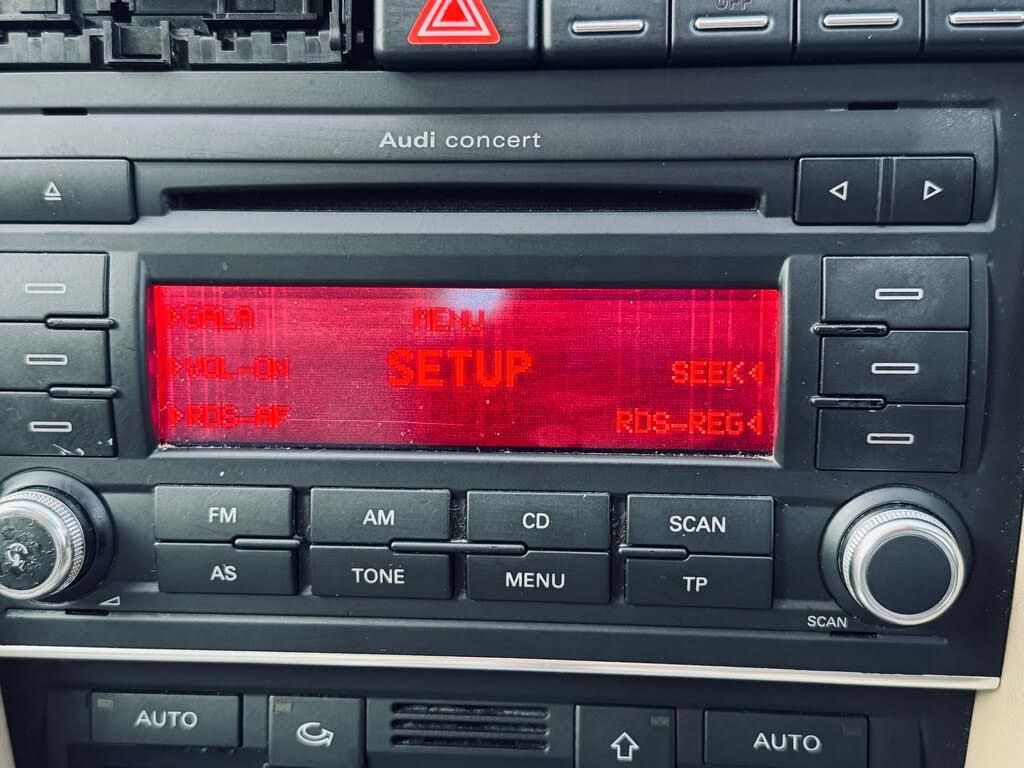 OFF
Audi concert
▸GALA MENU
▸VOL-ON SETUP SEEK◂
▸RDS-AF RDS-REG◂
FM AM CD SCAN
AS TONE MENU TP
SCAN
AUTO AUTO